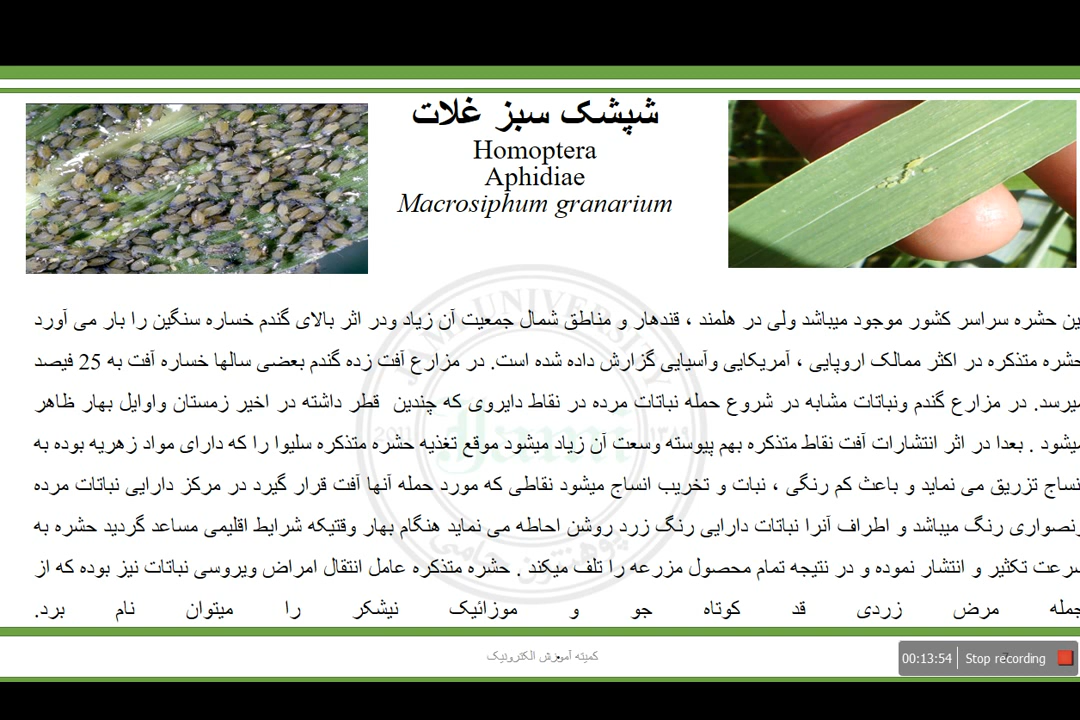 شپشک سبز غلات
Homoptera
Aphidiae
Macrosiphum granarium
ین حشره سراسر کشور موجود میباشد ولی در هلمند ، قندهار و مناطق شمال جمعیت آن زیاد ودر اثر بالای گندم خساره سنگین را بار می آورد
حشره متذکره در اکثر ممالک اروپایی ، آمریکایی وآسیایی گزارش داده شده است. در مزارع آفت زده گندم بعضی سالها خساره آفت به 25 فیصد
میرسد. در مزارع گندم ونباتات مشابه در شروع حمله نباتات مرده در نقاط دایروی که چندین قطر داشته در اخیر زمستان واوایل بهار ظاهر
میشود . بعدا در اثر انتشارات آفت نقاط متذکره بهم پیوسته وسعت آن زیاد میشود موقع تغذیه حشره متذکره سلیوا را که دارای مواد زهریه بوده به
نساج تزریق می نماید و باعث کم رنگی ، نبات و تخریب انساج میشود نقاطی که مورد حمله آنها آفت قرار گیرد در مرکز دارایی نباتات مرده
نصواری رنگ میباشد و اطراف آنرا نباتات دارایی رنگ زرد روشن احاطه می نماید هنگام بهار وقتیکه شرایط اقلیمی مساعد گردید حشره به
سرعت تکثیر و انتشار نموده و در نتیجه تمام محصول مزرعه را تلف میکند . حشره متذکره عامل انتقال امراض ویروسی نباتات نیز بوده که از
جمله مرض زردی قد کوتاه جو و موزائیک نیشکر را میتوان نام برد.
JAMI UNIVERSITY
2011
Jami
۱۳۸۹
پوهنتون جامی
کمیته آموزش الکترونیک
00:13:54 Stop recording